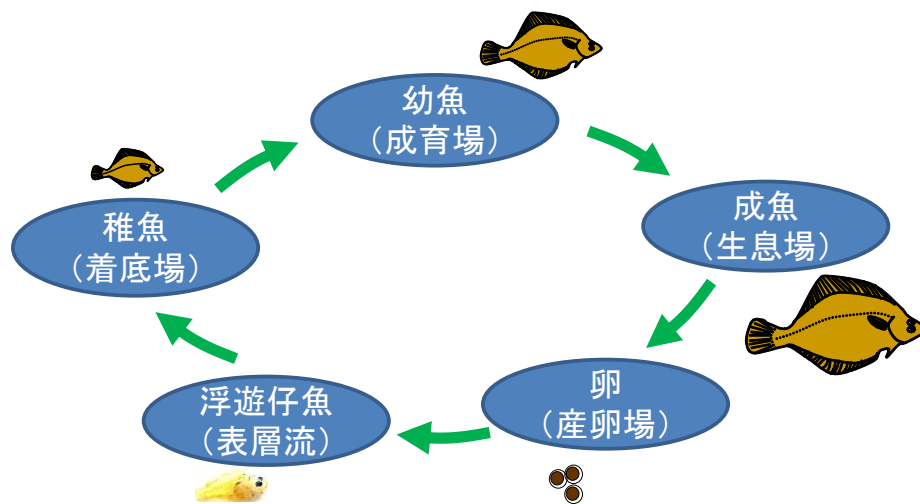 幼魚
（成育場）
成魚
（生息場）
稚魚
（着底場）
卵
（産卵場）
浮遊仔魚
（表層流）